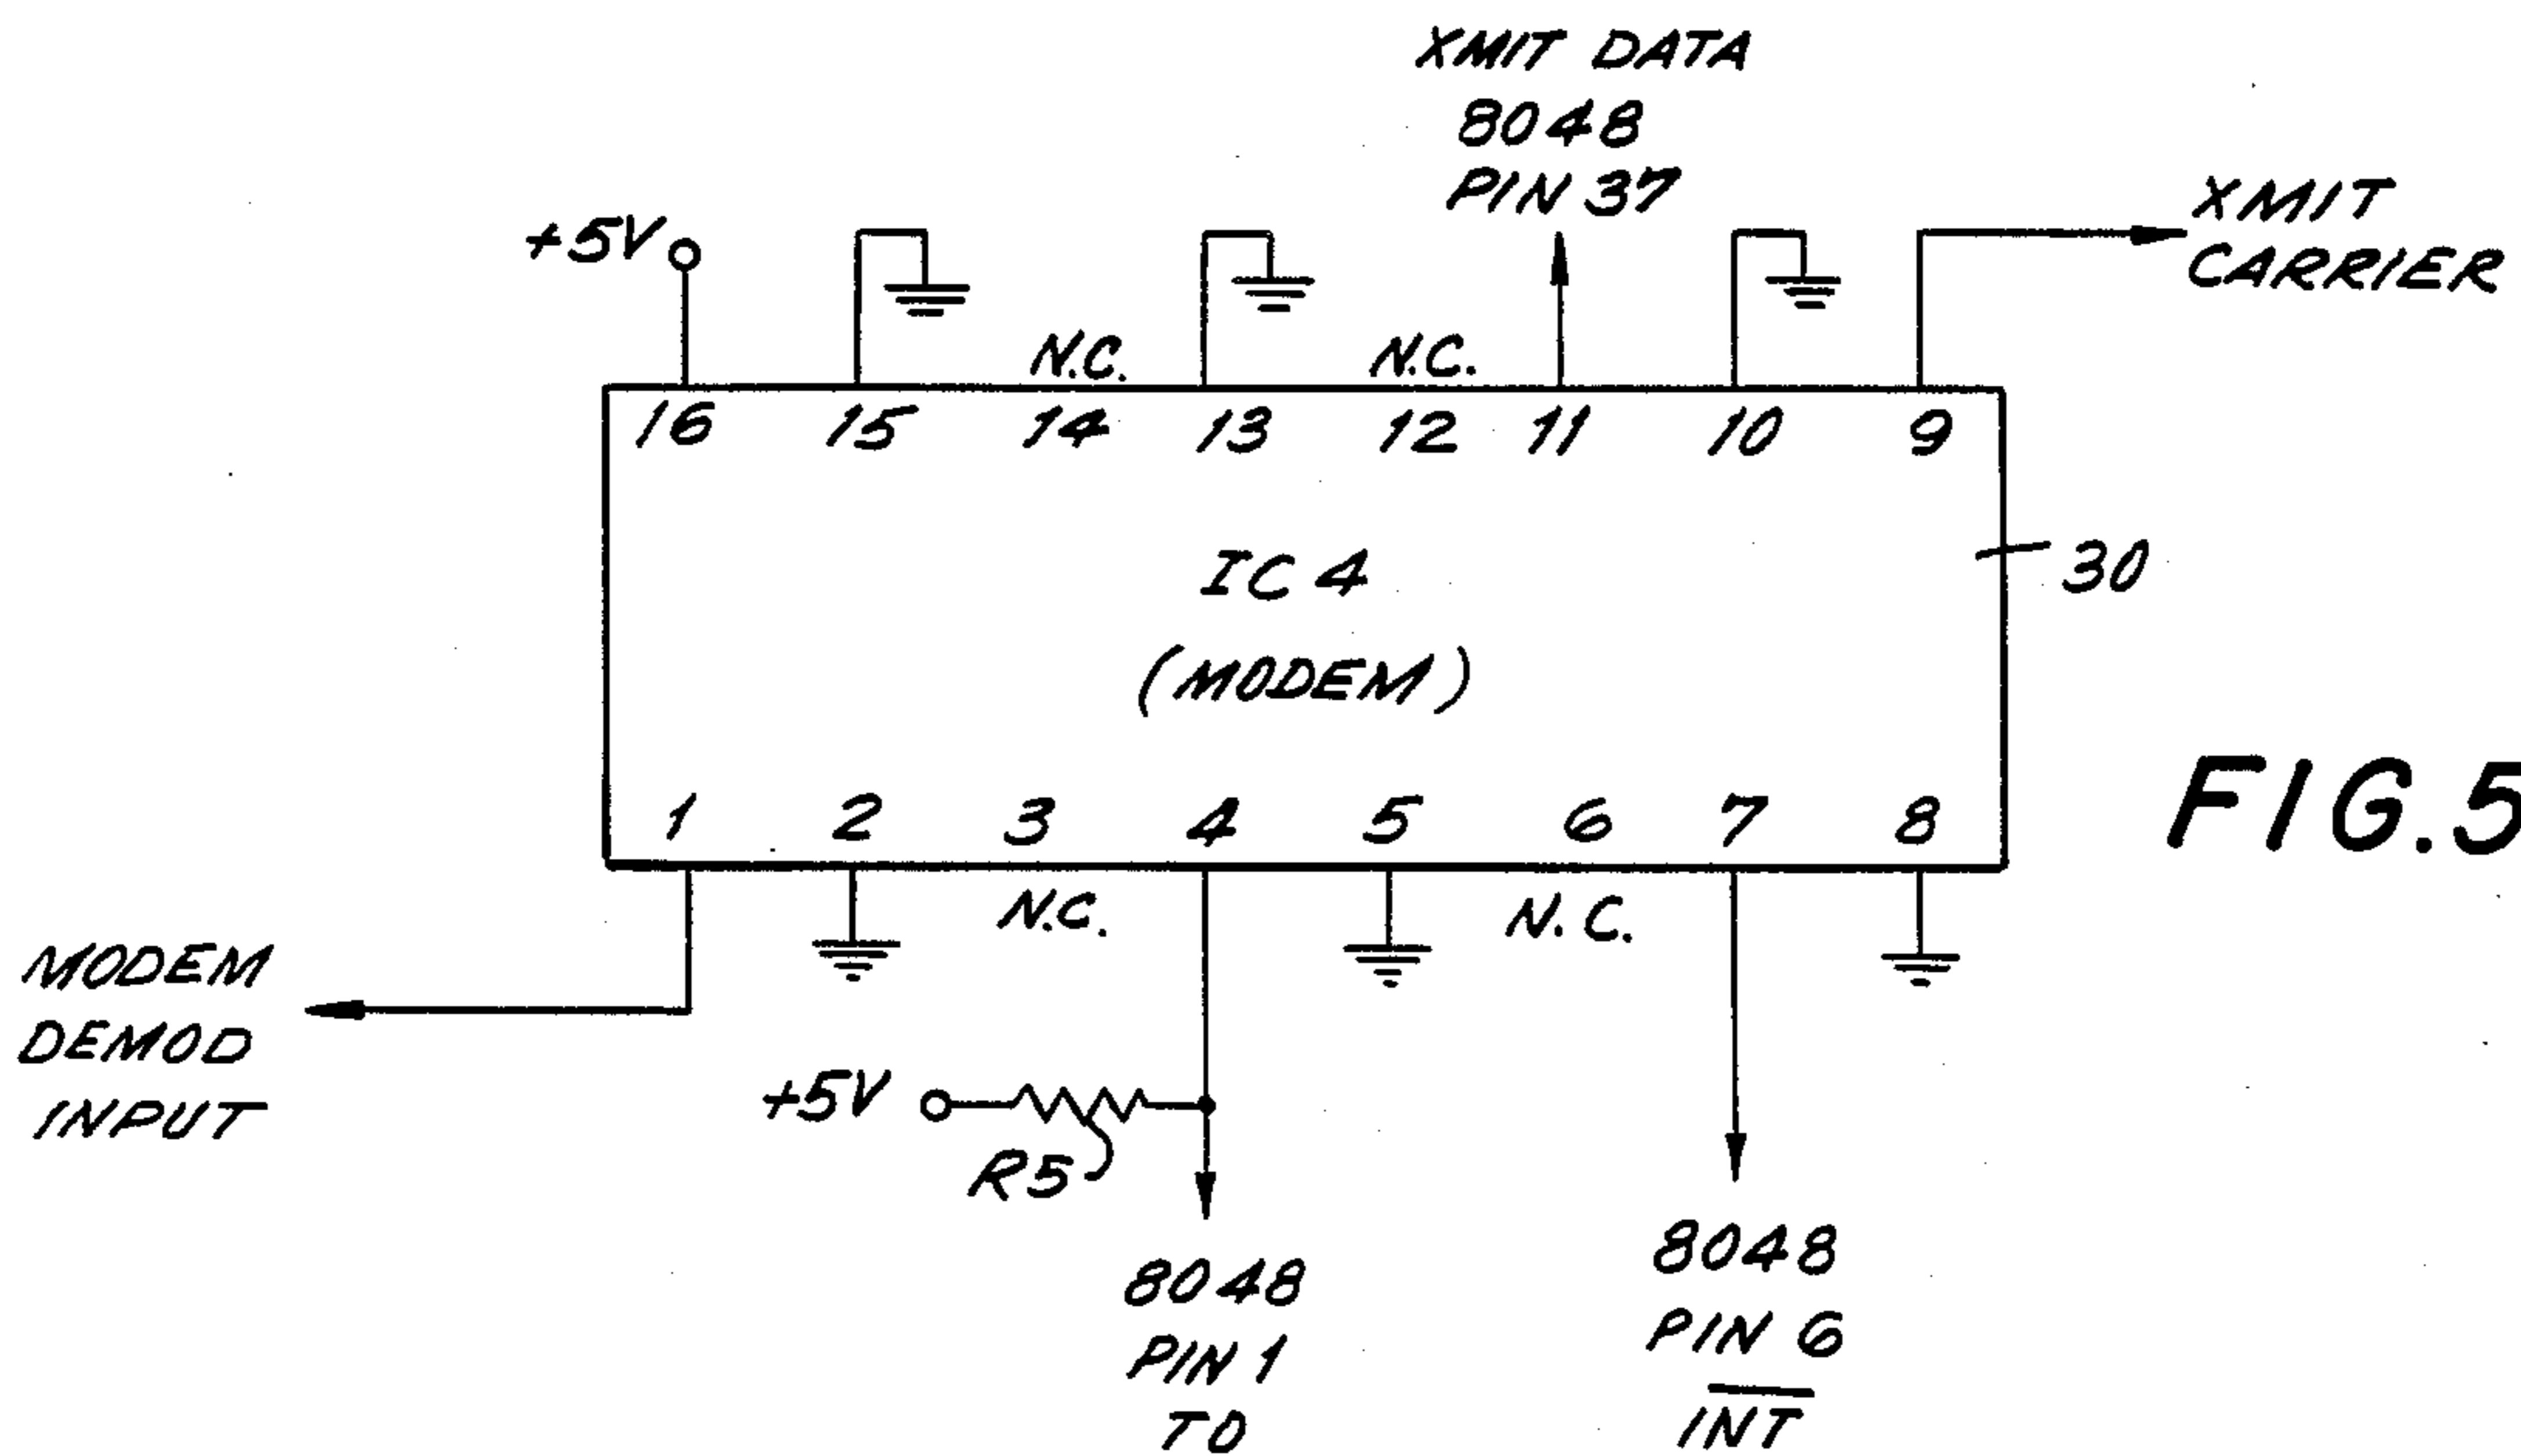 XMIT DATA
8048
PIN 37
+5V
XMIT
CARRIER
N.C.
N.C.
16 15 14 13 12 11 10 9
IC 4
(MODEM)
30
1 2 3 4 5 6 7 8
FIG.5
N.C.
N.C.
MODEM
DEMOD
INPUT
+5V
R5
8048
PIN 1
T0
8048
PIN 6
INT